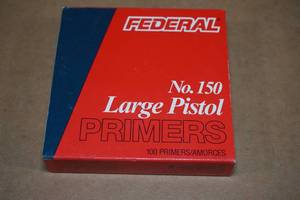 FEDERAL
No. 150
Large Pistol
PRIMERS
100 PRIMERS/AMORCES